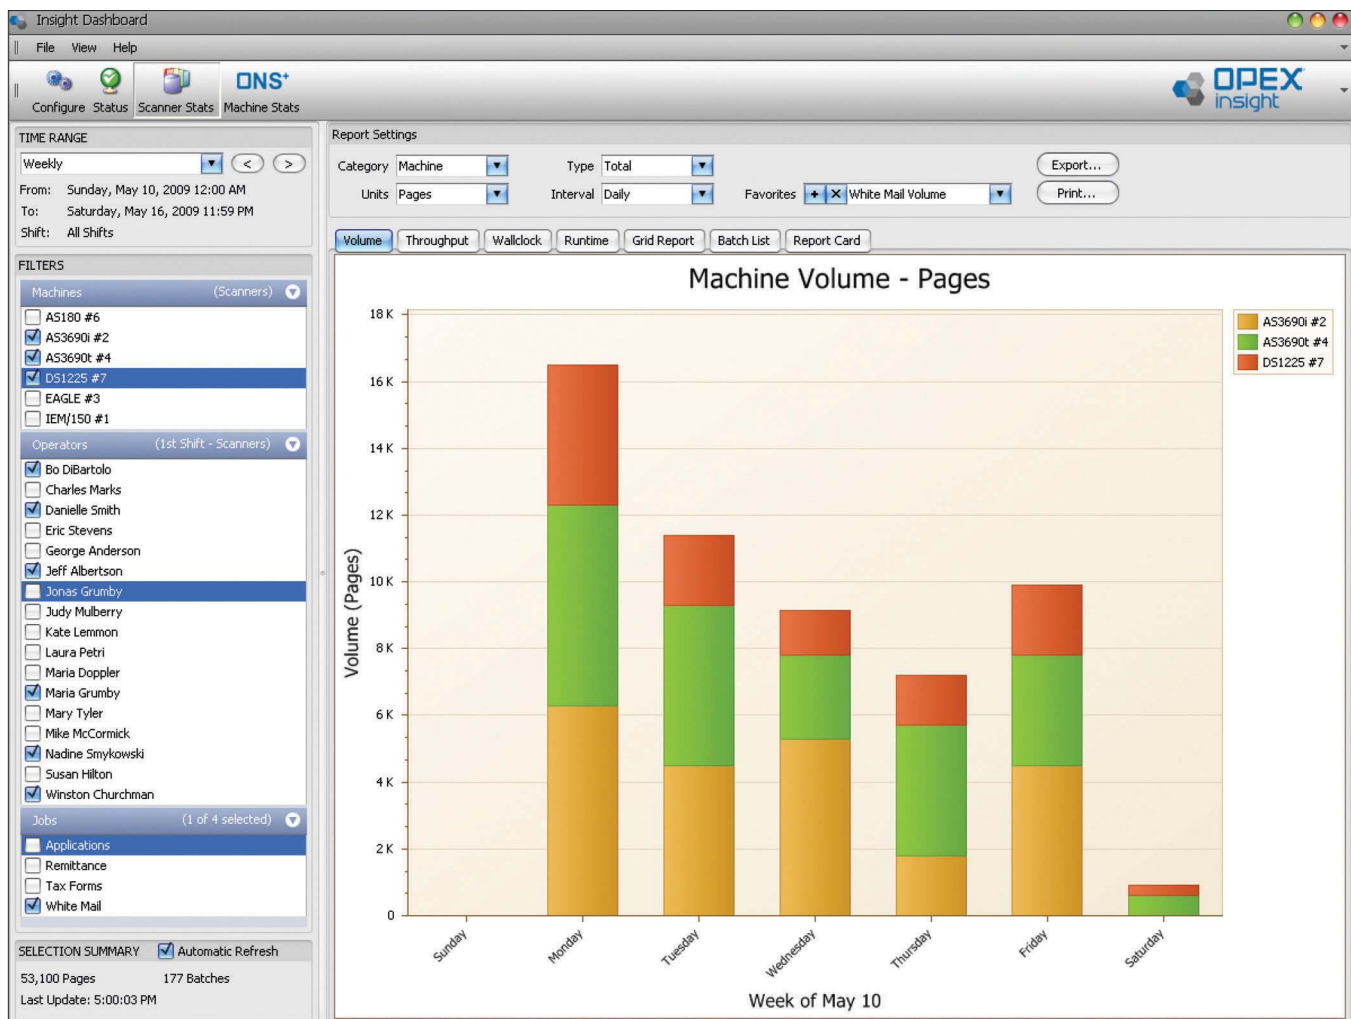 Insight Dashboard
File View Help
Configure Status Scanner Stats ONS+ Machine Stats
OPEX insight
TIME RANGE
Weekly < >
From: Sunday, May 10, 2009 12:00 AM
To: Saturday, May 16, 2009 11:59 PM
Shift: All Shifts
FILTERS
Machines (Scanners)
AS180 #6
AS3690i #2
AS3690t #4
DS1225 #7
EAGLE #3
IEM/150 #1
Operators (1st Shift - Scanners)
Bo DiBartolo
Charles Marks
Danielle Smith
Eric Stevens
George Anderson
Jeff Albertson
Jonas Grumby
Judy Mulberry
Kate Lemmon
Laura Petri
Maria Doppler
Maria Grumby
Mary Tyler
Mike McCormick
Nadine Smykowski
Susan Hilton
Winston Churchman
Jobs (1 of 4 selected)
Applications
Remittance
Tax Forms
White Mail
SELECTION SUMMARY Automatic Refresh
53,100 Pages 177 Batches
Last Update: 5:00:03 PM
Report Settings
Category Machine Type Total Export...
Units Pages Interval Daily Favorites + X White Mail Volume Print...
Volume Throughput Wallclock Runtime Grid Report Batch List Report Card
Machine Volume - Pages
Volume (Pages)
18 K
16 K
14 K
12 K
10 K
8 K
6 K
4 K
2 K
0
Sunday Monday Tuesday Wednesday Thursday Friday Saturday
Week of May 10
AS3690i #2
AS3690t #4
DS1225 #7